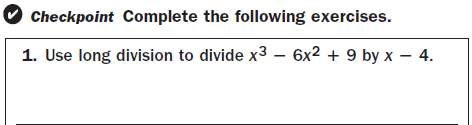 Checkpoint Complete the following exercises.
1. Use long division to divide x³ − 6x² + 9 by x − 4.